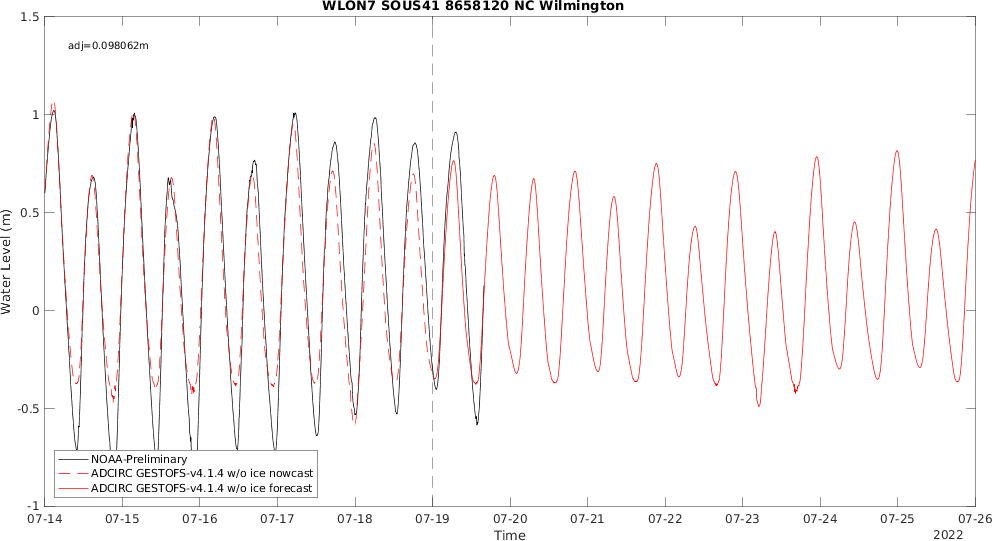 WLON7 SOUS41 8658120 NC Wilmington
adj=0.098062m
1.5
1
0.5
0
-0.5
-1
Water Level (m)
NOAA-Preliminary
ADCIRC GESTOFS-v4.1.4 w/o ice nowcast
ADCIRC GESTOFS-v4.1.4 w/o ice forecast
07-14 07-15 07-16 07-17 07-18 07-19 07-20 07-21 07-22 07-23 07-24 07-25 07-26
Time
2022